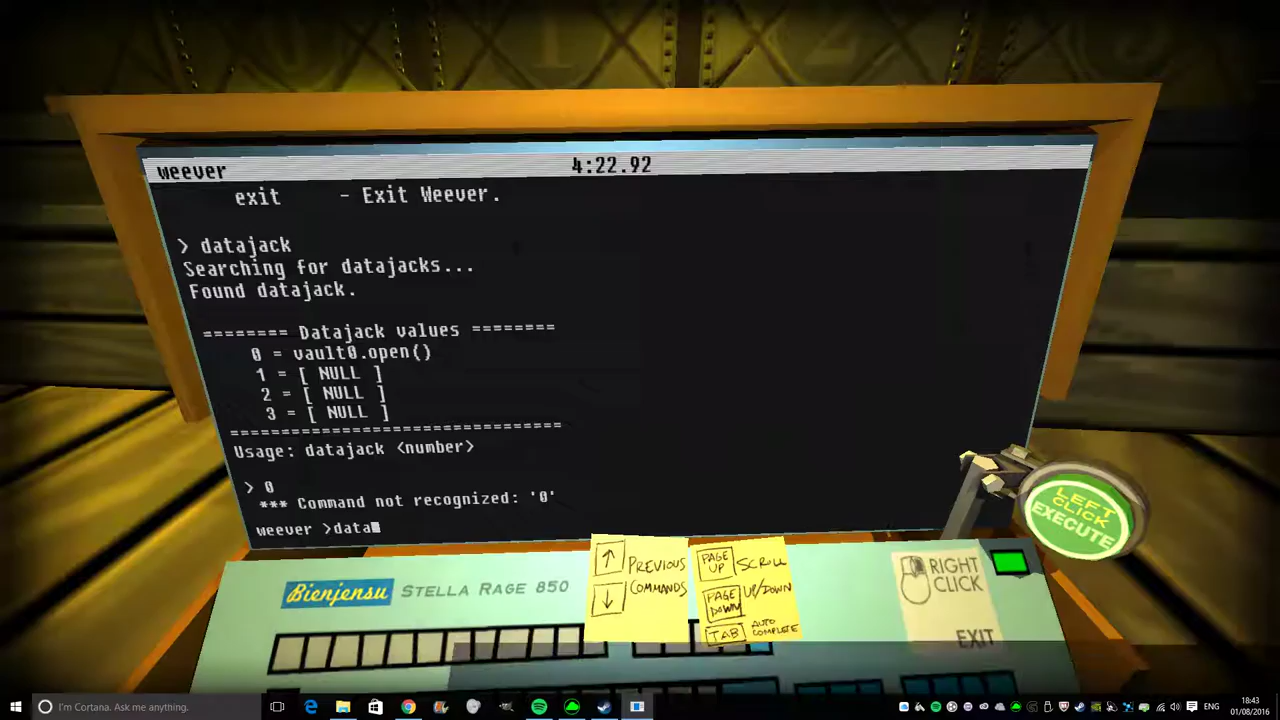 weever 4:22.92
exit - Exit Weever.
> datajack
Searching for datajacks...
Found datajack.
======== Datajack values ========
0 = vault0.open()
1 = [ NULL ]
2 = [ NULL ]
3 = [ NULL ]
================================
Usage: datajack <number>
> 0
*** Command not recognized: '0'
weever >data
LEFT
CLICK
EXECUTE
Bienjensu STELLA RAGE 850
↑ PREVIOUS
↓ COMMANDS
PAGE UP SCROLL
PAGE DOWN UP/DOWN
TAB AUTO COMPLETE
RIGHT
CLICK
EXIT
I'm Cortana. Ask me anything.
ENG
18:43
01/08/2016